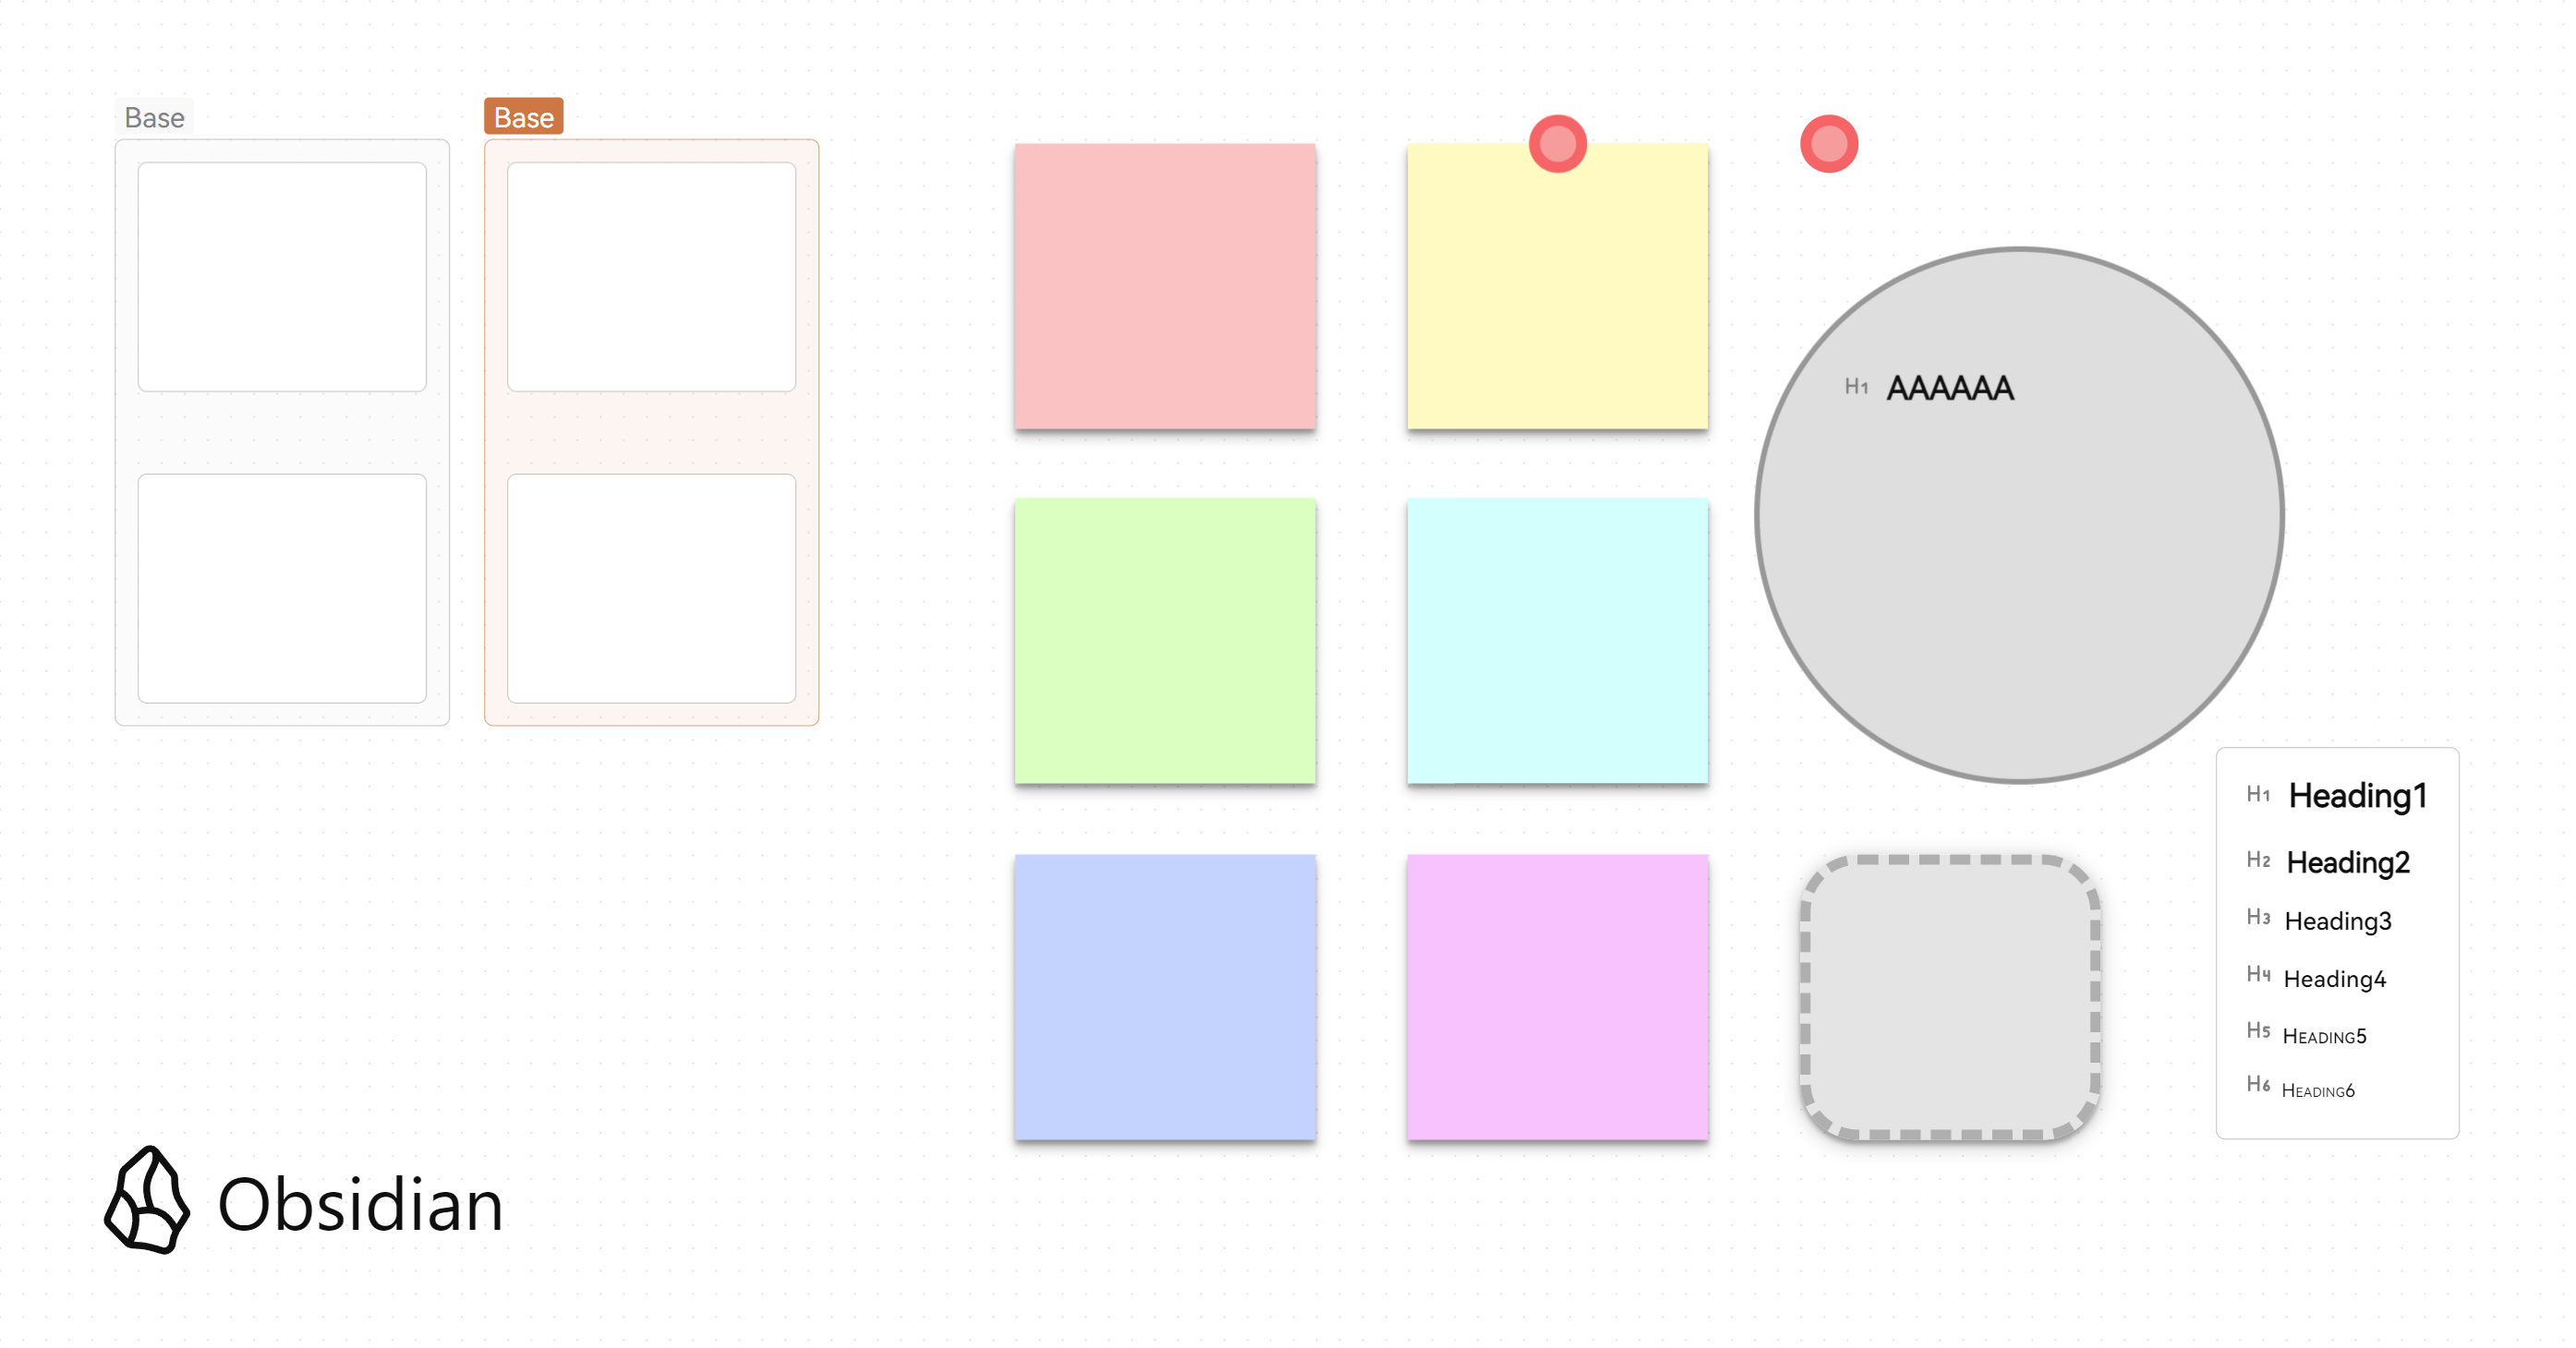 Base
Base
H1 AAAAAA
H1 Heading1
H2 Heading2
H3 Heading3
H4 Heading4
H5 Heading5
H6 Heading6
Obsidian